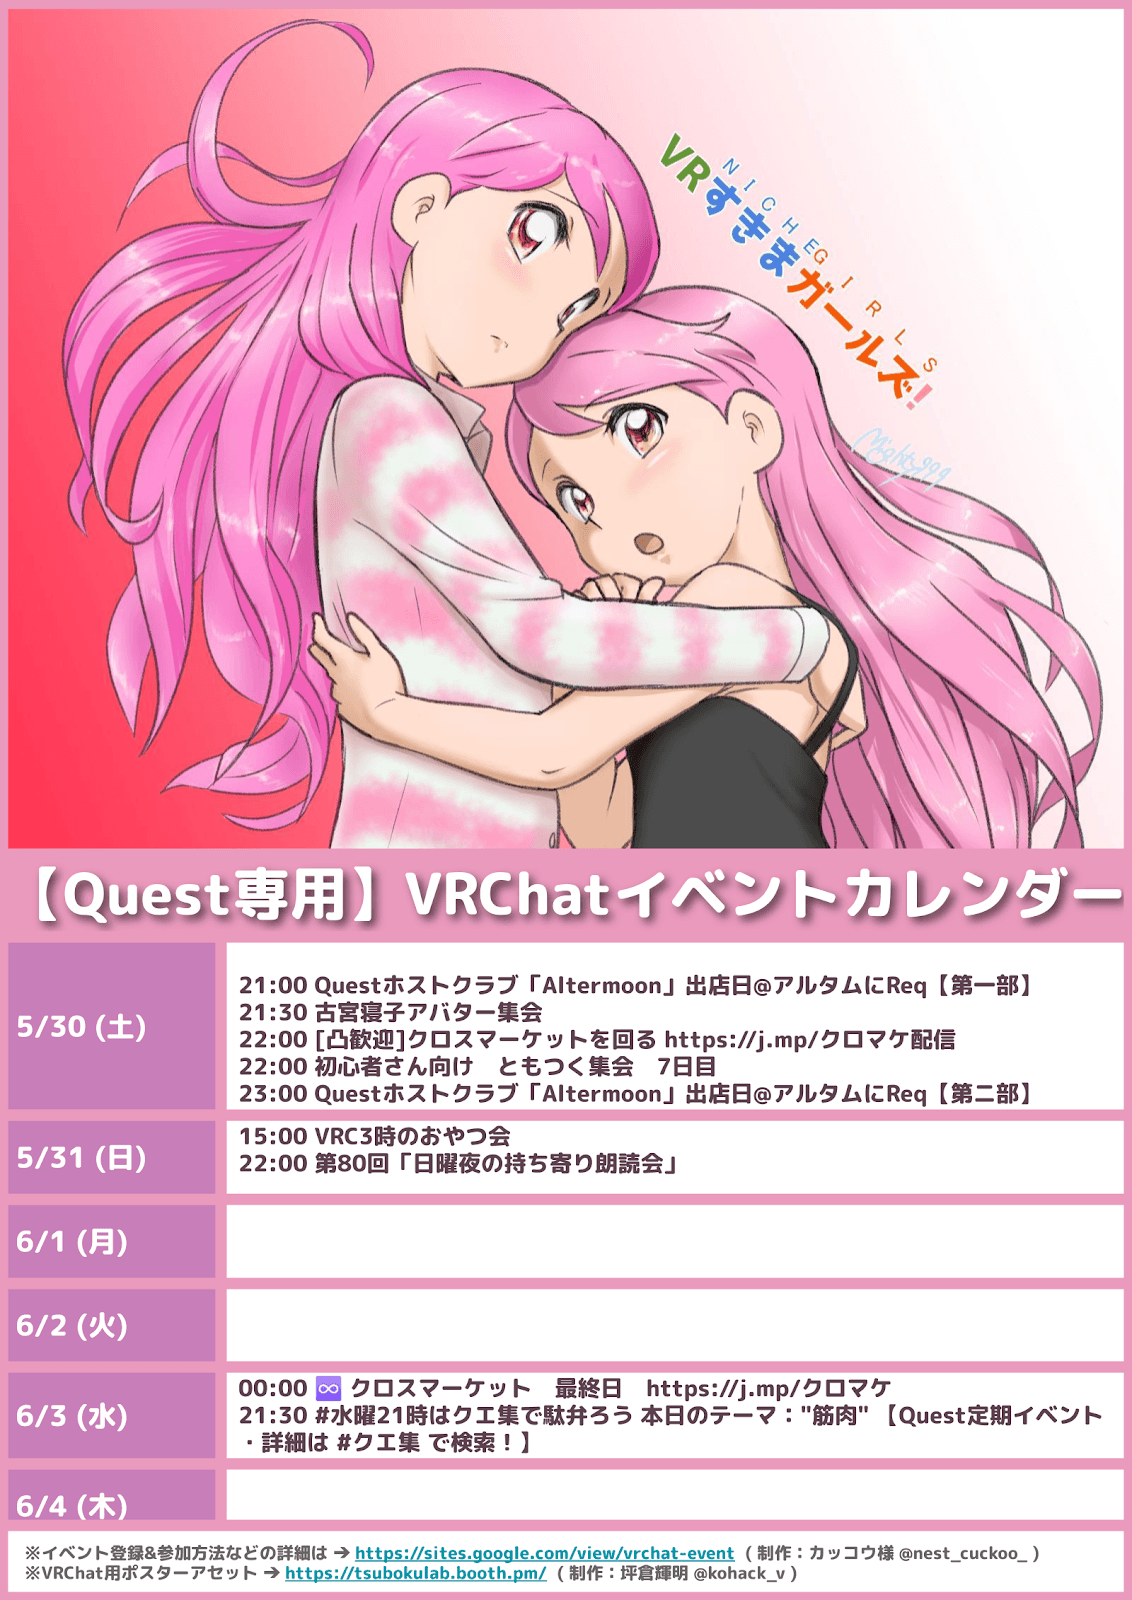 NICHE GIRLS
VRすきまガールズ!
Mighty999
【Quest専用】VRChatイベントカレンダー
5/30 (土)
21:00 Questホストクラブ「Altermoon」出店日@アルタムにReq【第一部】
21:30 古宮寝子アバター集会
22:00 [凸歓迎]クロスマーケットを回る https://j.mp/クロマケ配信
22:00 初心者さん向け　ともつく集会　7日目
23:00 Questホストクラブ「Altermoon」出店日@アルタムにReq【第二部】
5/31 (日)
15:00 VRC3時のおやつ会
22:00 第80回「日曜夜の持ち寄り朗読会」
6/1 (月)
6/2 (火)
6/3 (水)
00:00 ♾ クロスマーケット　最終日　https://j.mp/クロマケ
21:30 #水曜21時はクエ集で駄弁ろう 本日のテーマ："筋肉" 【Quest定期イベント
・詳細は #クエ集 で検索！】
6/4 (木)
※イベント登録&参加方法などの詳細は → https://sites.google.com/view/vrchat-event （制作：カッコウ様 @nest_cuckoo_ ）
※VRChat用ポスターアセット → https://tsubokulab.booth.pm/ （制作：坪倉輝明 @kohack_v ）